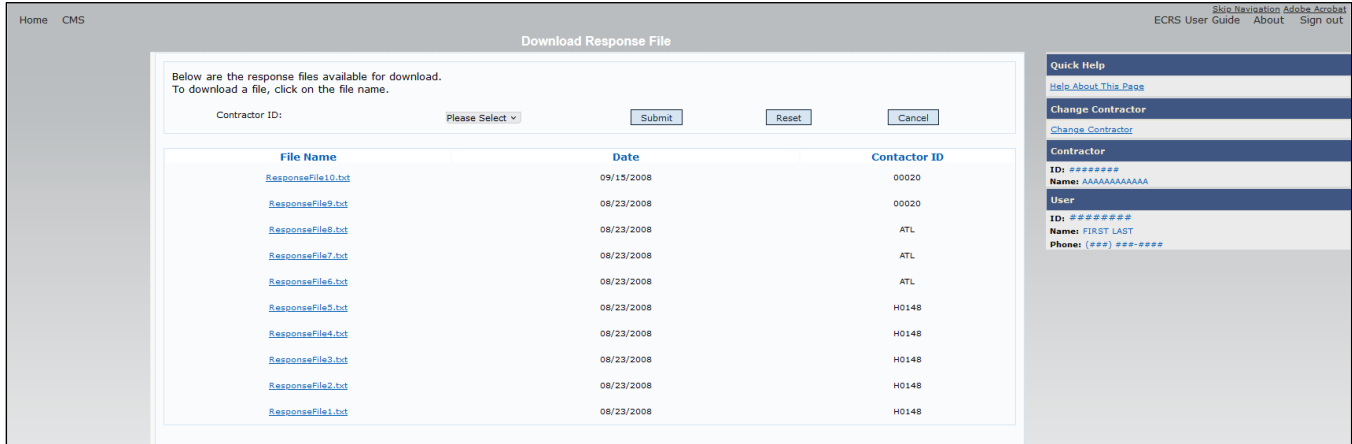 Skip Navigation Adobe Acrobat
Home CMS ECRS User Guide About Sign out
Download Response File
Below are the response files available for download.
To download a file, click on the file name.
Contractor ID: Please Select Submit Reset Cancel
File Name Date Contactor ID
ResponseFile10.txt 09/15/2008 00020
ResponseFile9.txt 08/23/2008 00020
ResponseFile8.txt 08/23/2008 ATL
ResponseFile7.txt 08/23/2008 ATL
ResponseFile6.txt 08/23/2008 ATL
ResponseFile5.txt 08/23/2008 H0148
ResponseFile4.txt 08/23/2008 H0148
ResponseFile3.txt 08/23/2008 H0148
ResponseFile2.txt 08/23/2008 H0148
ResponseFile1.txt 08/23/2008 H0148
Quick Help
Help About This Page
Change Contractor
Change Contractor
Contractor
ID: ########
Name: AAAAAAAAAAAA
User
ID: ########
Name: FIRST LAST
Phone: (###) ###-####